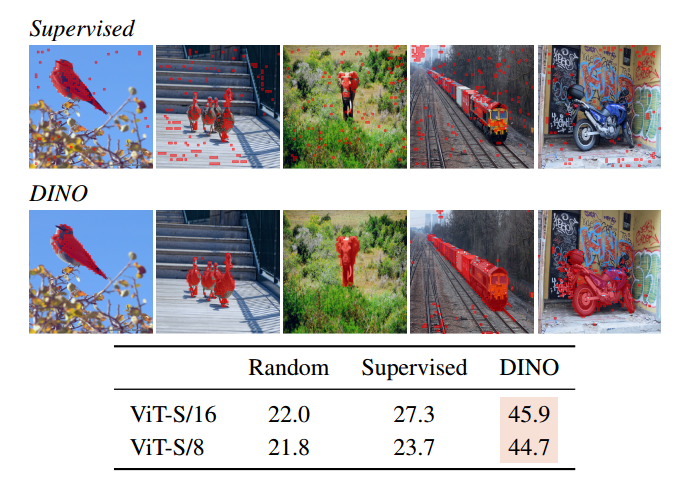 Supervised
DINO
Random Supervised DINO
ViT-S/16 22.0 27.3 45.9
ViT-S/8 21.8 23.7 44.7